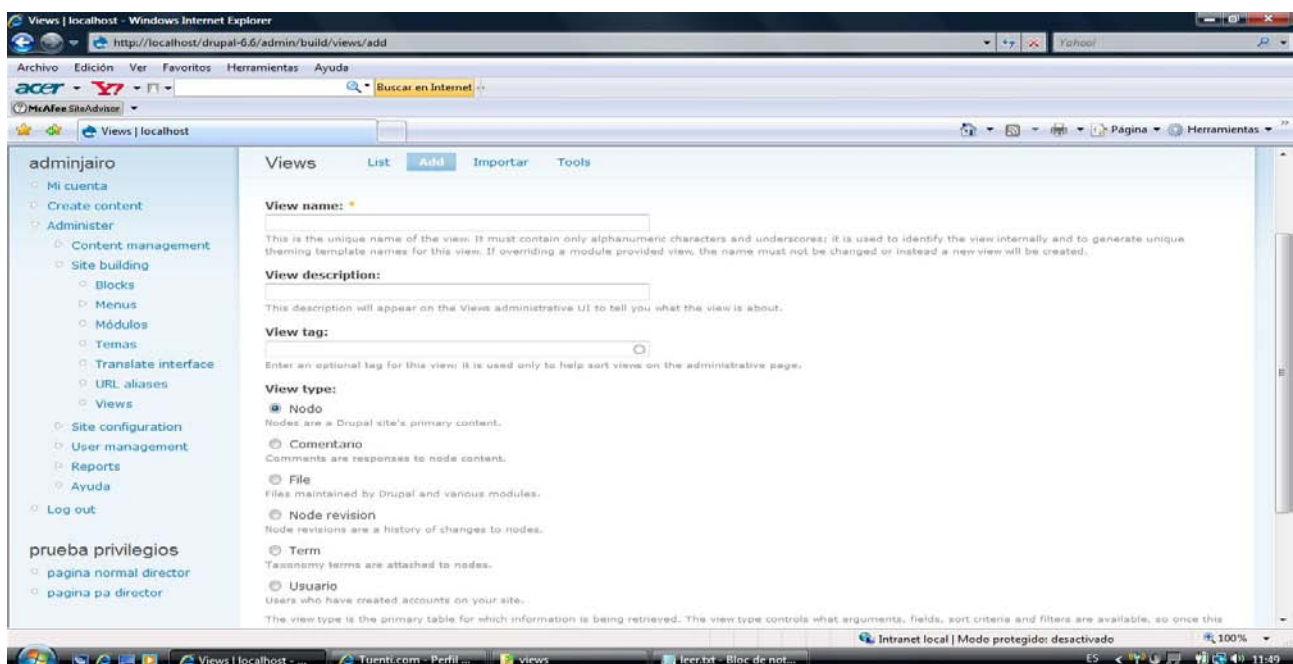 Views | localhost - Windows Internet Explorer
http://localhost/drupal-6.6/admin/build/views/add
Yahoo!
Archivo Edición Ver Favoritos Herramientas Ayuda
acer Y7 Buscar en Internet
McAfee SiteAdvisor
Views | localhost
Página Herramientas
adminjairo
Mi cuenta
Create content
Administer
Content management
Site building
Blocks
Menus
Módulos
Temas
Translate interface
URL aliases
Views
Site configuration
User management
Reports
Ayuda
Log out
prueba privilegios
pagina normal director
pagina pa director
Views List Add Importar Tools
View name: *
This is the unique name of the view. It must contain only alphanumeric characters and underscores; it is used to identify the view internally and to generate unique
theming template names for this view. If overriding a module provided view, the name must not be changed or instead a new view will be created.
View description:
This description will appear on the Views administrative UI to tell you what the view is about.
View tag:
Enter an optional tag for this view; it is used only to help sort views on the administrative page.
View type:
Nodo
Nodes are a Drupal site's primary content.
Comentario
Comments are responses to node content.
File
Files maintained by Drupal and various modules.
Node revision
Node revisions are a history of changes to nodes.
Term
Taxonomy terms are attached to nodes.
Usuario
Users who have created accounts on your site.
The view type is the primary table for which information is being retrieved. The view type controls what arguments, fields, sort criteria and filters are available, so once this
Intranet local | Modo protegido: desactivado 100%
Views | localhost - ... Tuenti.com - Perfil ... views leer.txt - Bloc de not... ES 11:49